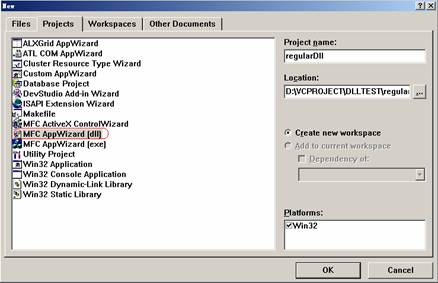 New
Files
Projects
Workspaces
Other Documents
ALXGrid AppWizard
ATL COM AppWizard
Cluster Resource Type Wizard
Custom AppWizard
Database Project
DevStudio Add-in Wizard
ISAPI Extension Wizard
Makefile
MFC ActiveX ControlWizard
MFC AppWizard (dll)
MFC AppWizard (exe)
Utility Project
Win32 Application
Win32 Console Application
Win32 Dynamic-Link Library
Win32 Static Library
Project name:
regularDll
Location:
D:\VCPROJECT\DLLTEST\regular
...
Create new workspace
Add to current workspace
Dependency of:
Platforms:
Win32
OK
Cancel